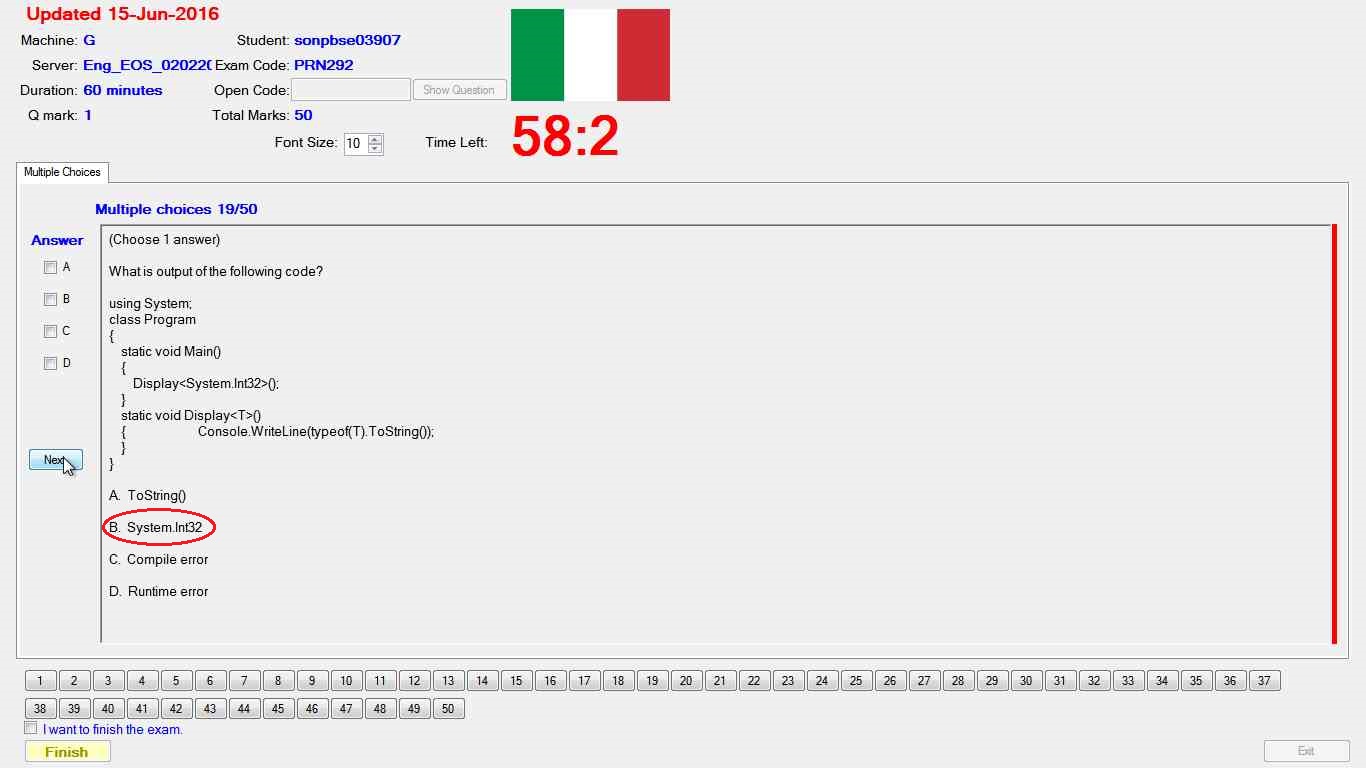 Updated 15-Jun-2016
Machine: G Student: sonpbse03907
Server: Eng_EOS_02022( Exam Code: PRN292
Duration: 60 minutes Open Code: Show Question
Q mark: 1 Total Marks: 50
Font Size: 10 Time Left: 58:2
Multiple Choices
Multiple choices 19/50
Answer
A
B
C
D
Next
(Choose 1 answer)
What is output of the following code?
using System;
class Program
{
static void Main()
{
Display<System.Int32>();
}
static void Display<T>()
{ Console.WriteLine(typeof(T).ToString());
}
}
A. ToString()
B. System.Int32
C. Compile error
D. Runtime error
1 2 3 4 5 6 7 8 9 10 11 12 13 14 15 16 17 18 19 20 21 22 23 24 25 26 27 28 29 30 31 32 33 34 35 36 37
38 39 40 41 42 43 44 45 46 47 48 49 50
I want to finish the exam.
Finish Exit